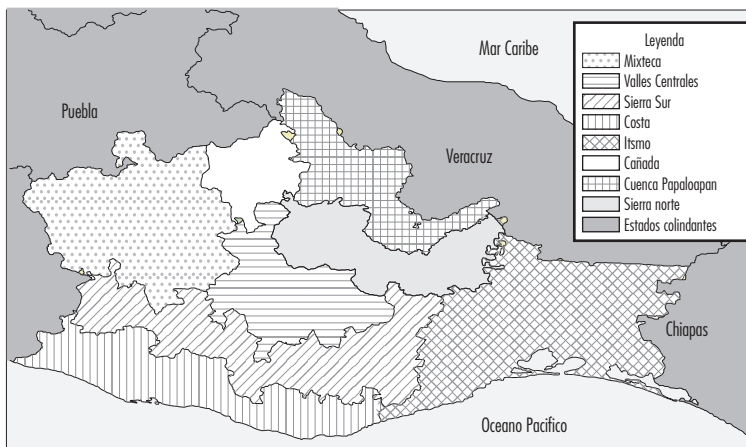 Mar Caribe
Puebla
Veracruz
Chiapas
Oceano Pacifico
Leyenda
Mixteca
Valles Centrales
Sierra Sur
Costa
Itsmo
Cañada
Cuenca Papaloapan
Sierra norte
Estados colindantes